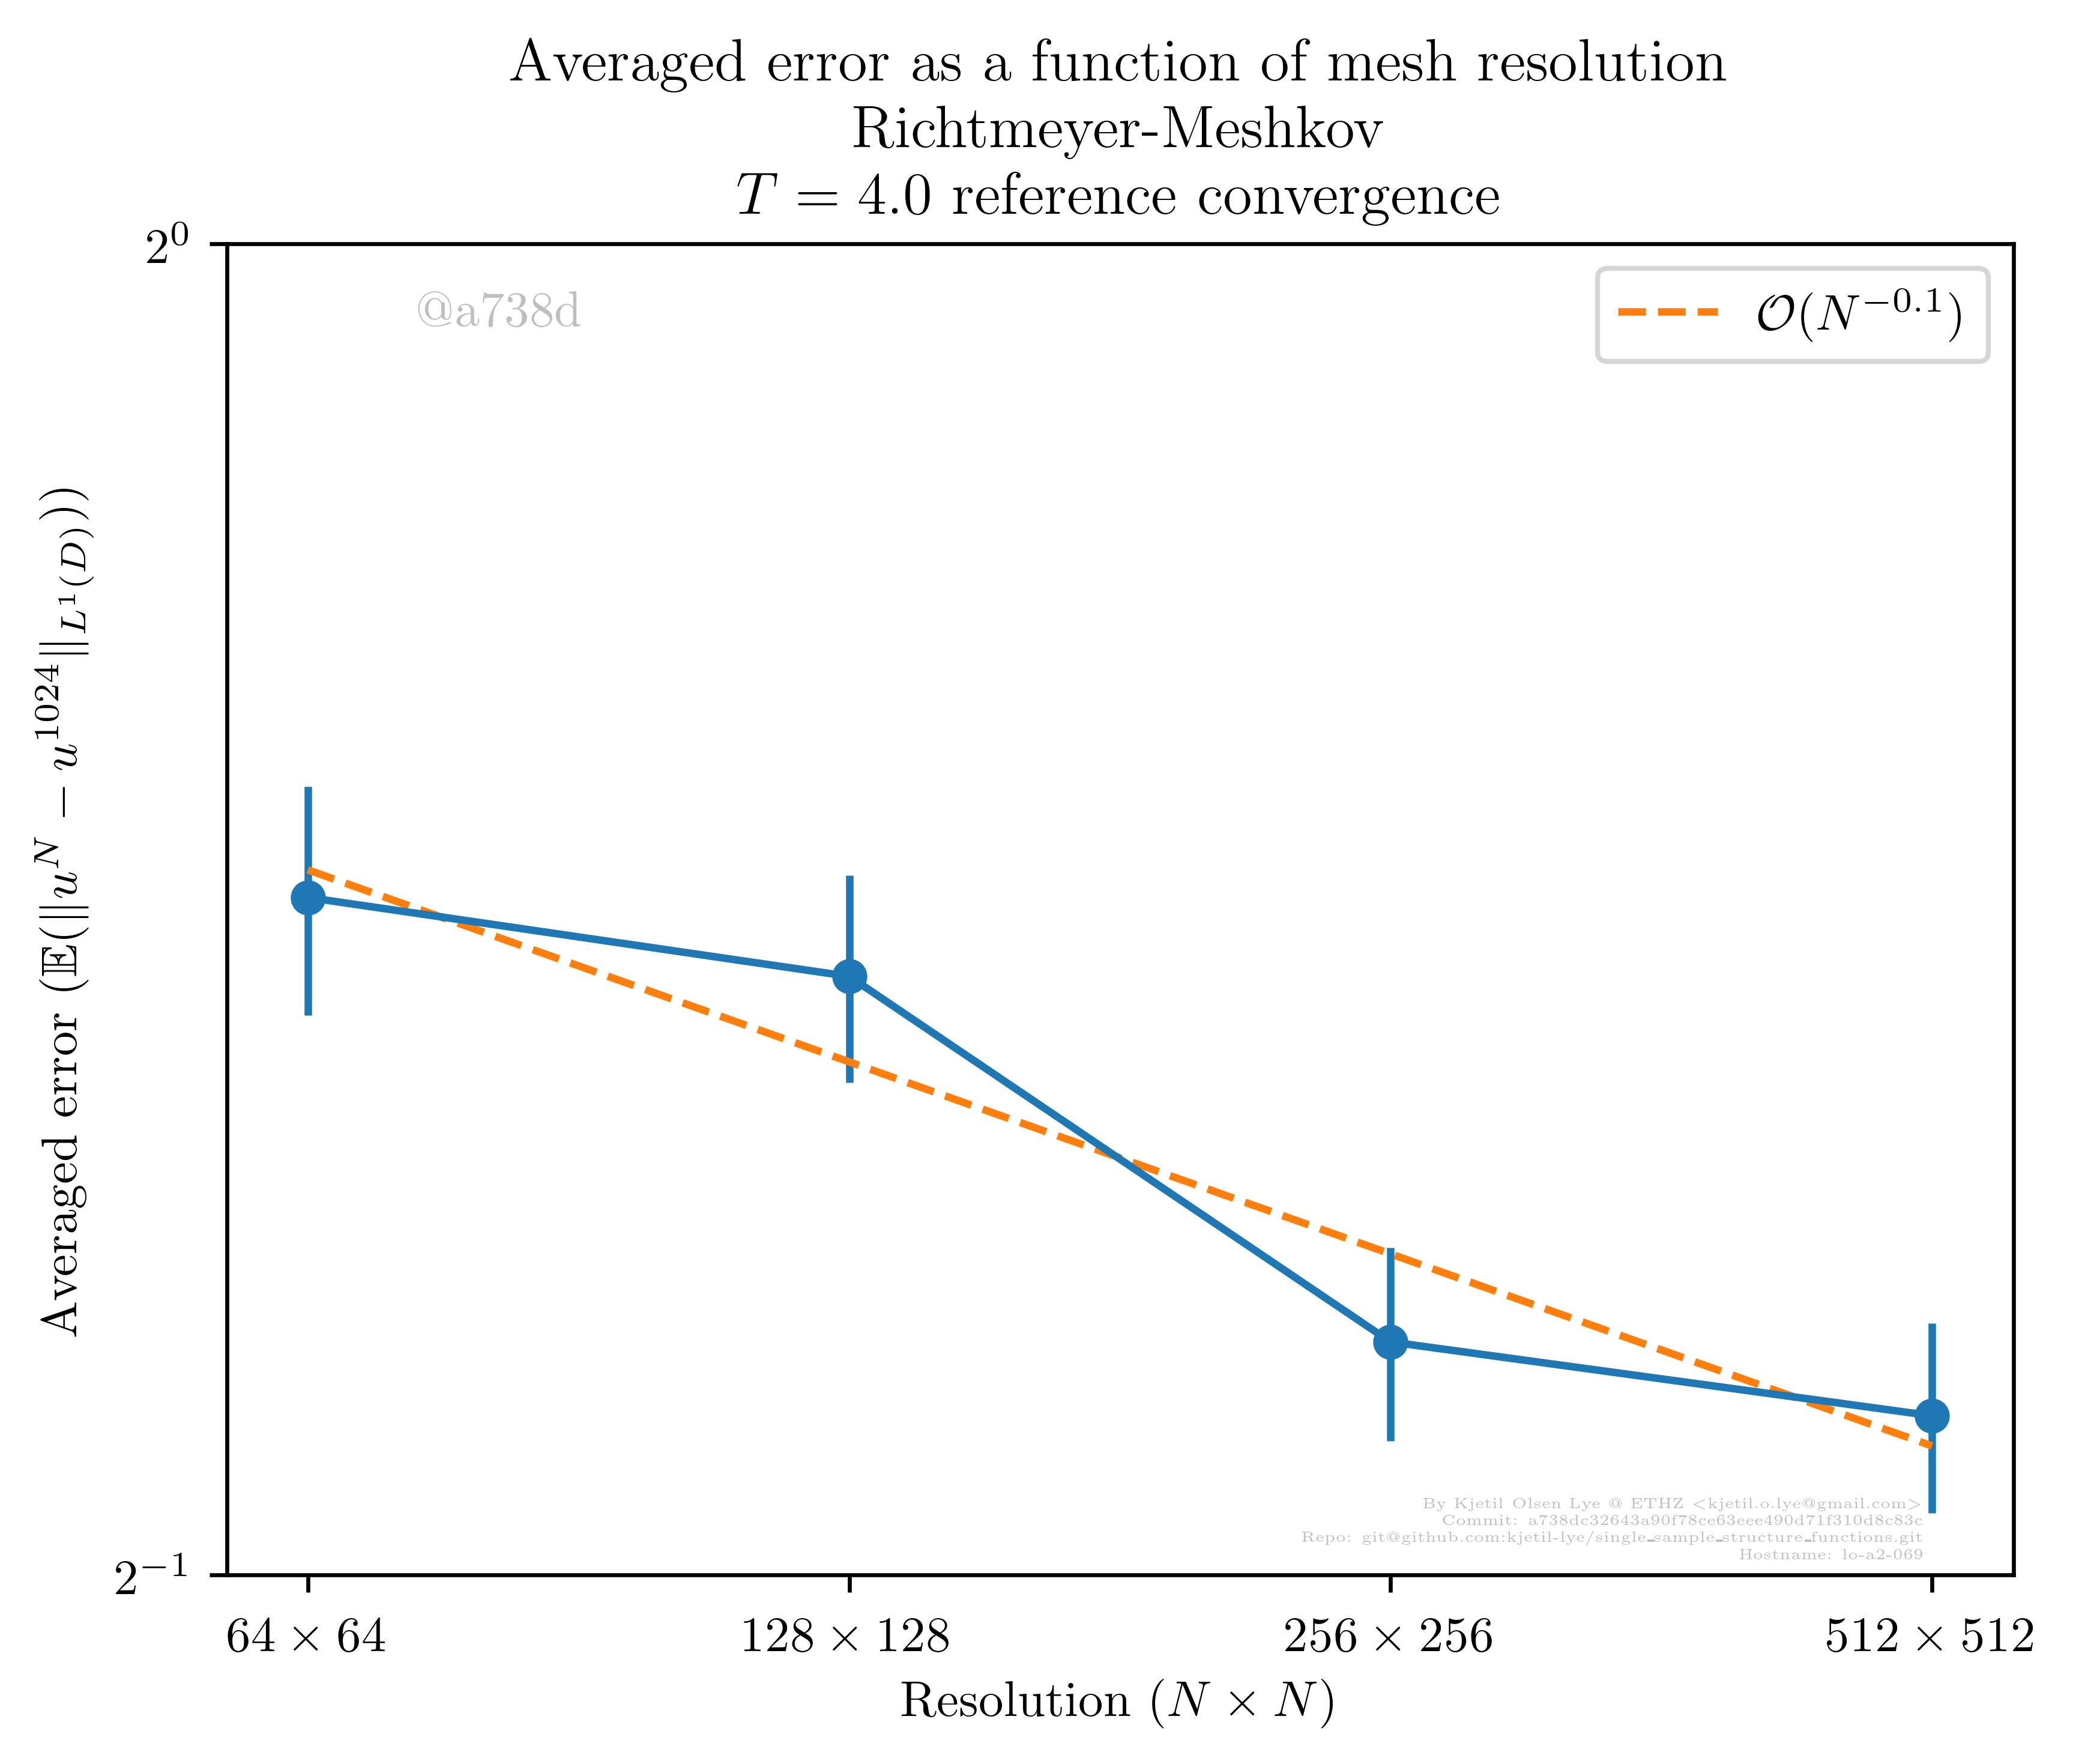 Averaged error as a function of mesh resolution
Richtmeyer-Meshkov
T = 4.0 reference convergence
2^0
@a738d
O(N^{-0.1})
Averaged error (𝔼(||u^N − u^{1024}||_{L^1(D)}))
By Kjetil Olsen Lye @ ETHZ <kjetil.o.lye@gmail.com>
Commit: a738dc32643a90f78ce63eee490d71f310d8c83c
Repo: git@github.com:kjetil-lye/single_sample_structure_functions.git
Hostname: lo-a2-069
2^{-1}
64 × 64 128 × 128 256 × 256 512 × 512
Resolution (N × N)